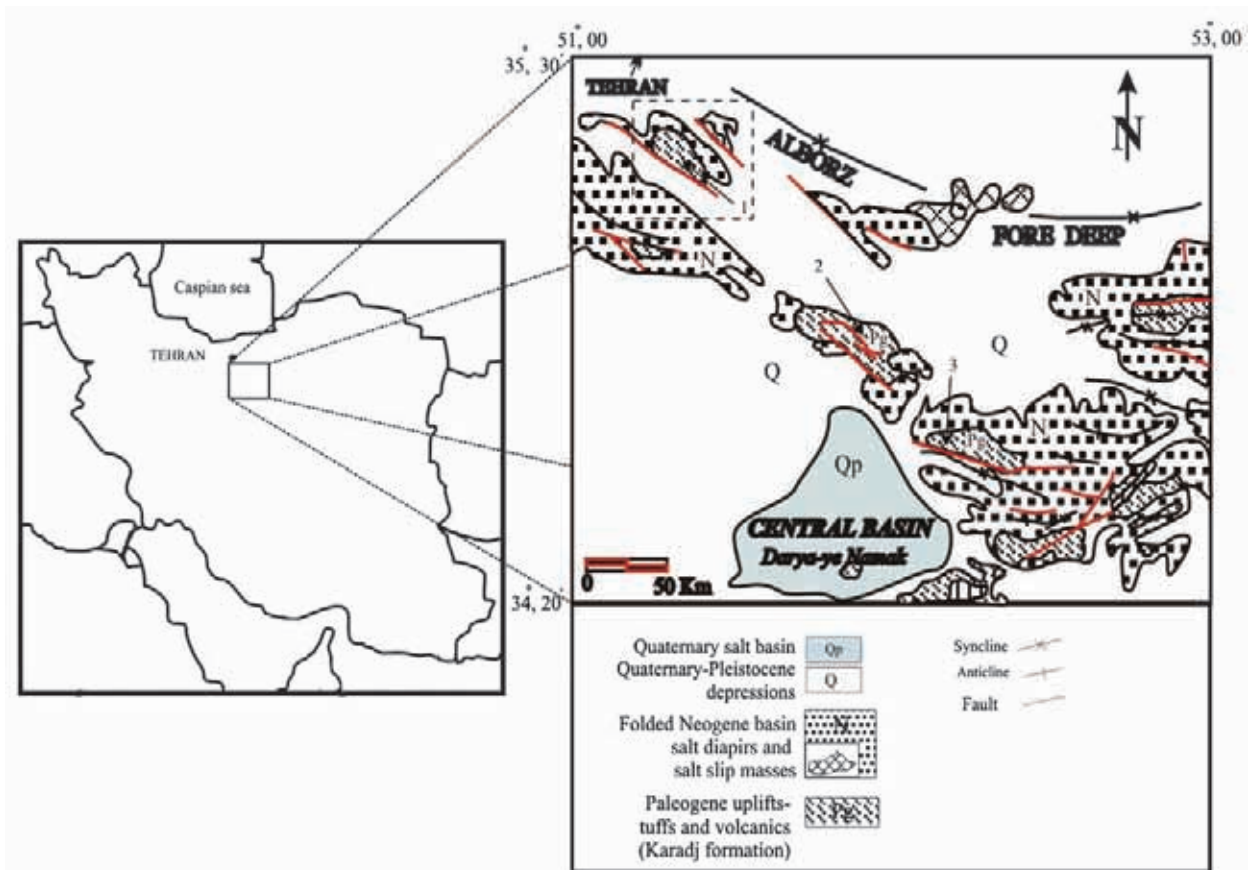 51, 00
53, 00
35, 30
TEHRAN
N
ALBORZ
1
FORE DEEP
N
N
2
Pg
Q
Q
3
N
Pg
Qp
CENTRAL BASIN
Darya-ye Namak
0 50 Km
34, 20
Caspian sea
TEHRAN
Quaternary salt basin Qp
Quaternary-Pleistocene Q
depressions
Folded Neogene basin N
salt diapirs and
salt slip masses
Paleogene uplifts- Pg
tuffs and volcanics
(Karadj formation)
Syncline
Anticline
Fault